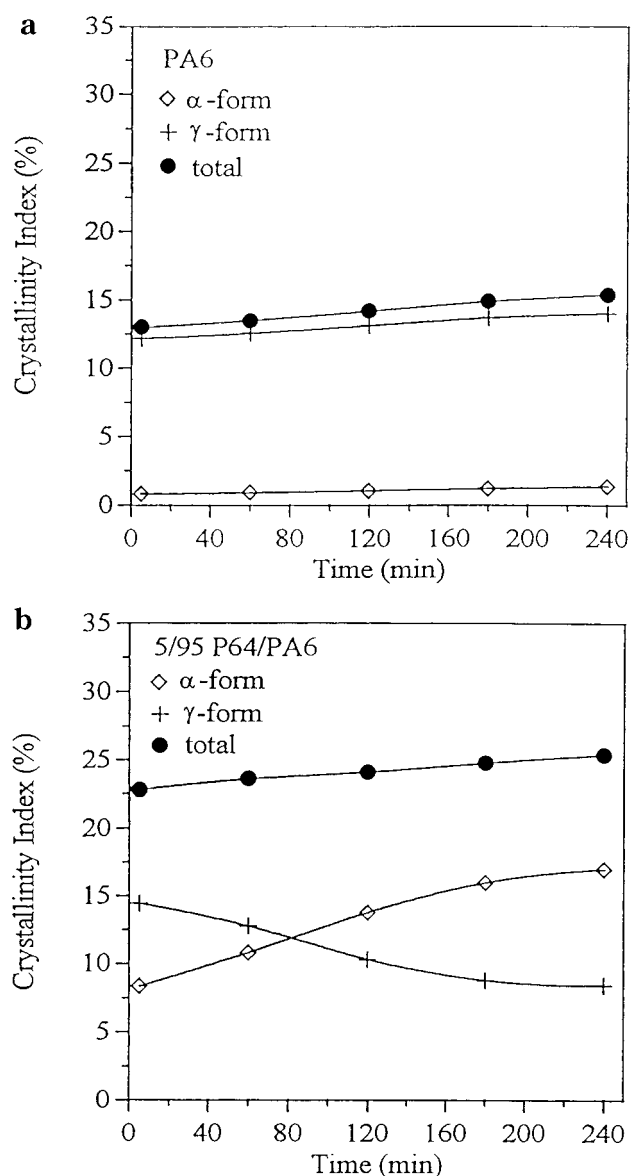 a
35
30
25
20
15
10
5
0
Crystallinity Index (%)
PA6
α-form
γ-form
total
0 40 80 120 160 200 240
Time (min)
b
35
30
25
20
15
10
5
0
Crystallinity Index (%)
5/95 P64/PA6
α-form
γ-form
total
0 40 80 120 160 200 240
Time (min)